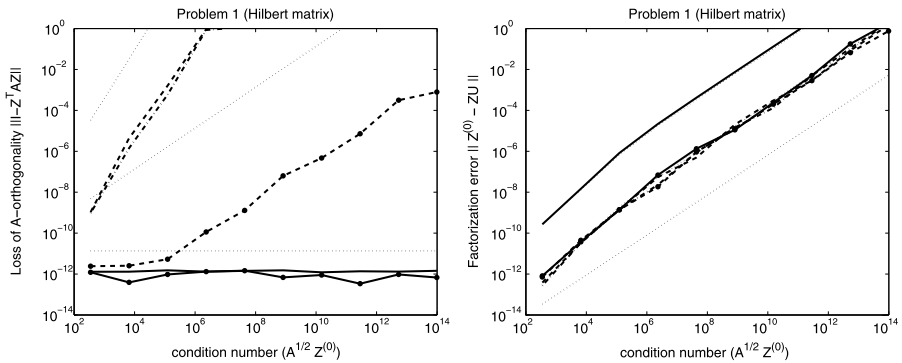 Problem 1 (Hilbert matrix)
Loss of A−orthogonality ||I−Z^T AZ||
10^0
10^−2
10^−4
10^−6
10^−8
10^−10
10^−12
10^−14
10^2 10^4 10^6 10^8 10^10 10^12 10^14
condition number (A^1/2 Z^(0))
Problem 1 (Hilbert matrix)
Factorization error || Z^(0) − ZU ||
10^0
10^−2
10^−4
10^−6
10^−8
10^−10
10^−12
10^−14
10^2 10^4 10^6 10^8 10^10 10^12 10^14
condition number (A^1/2 Z^(0))